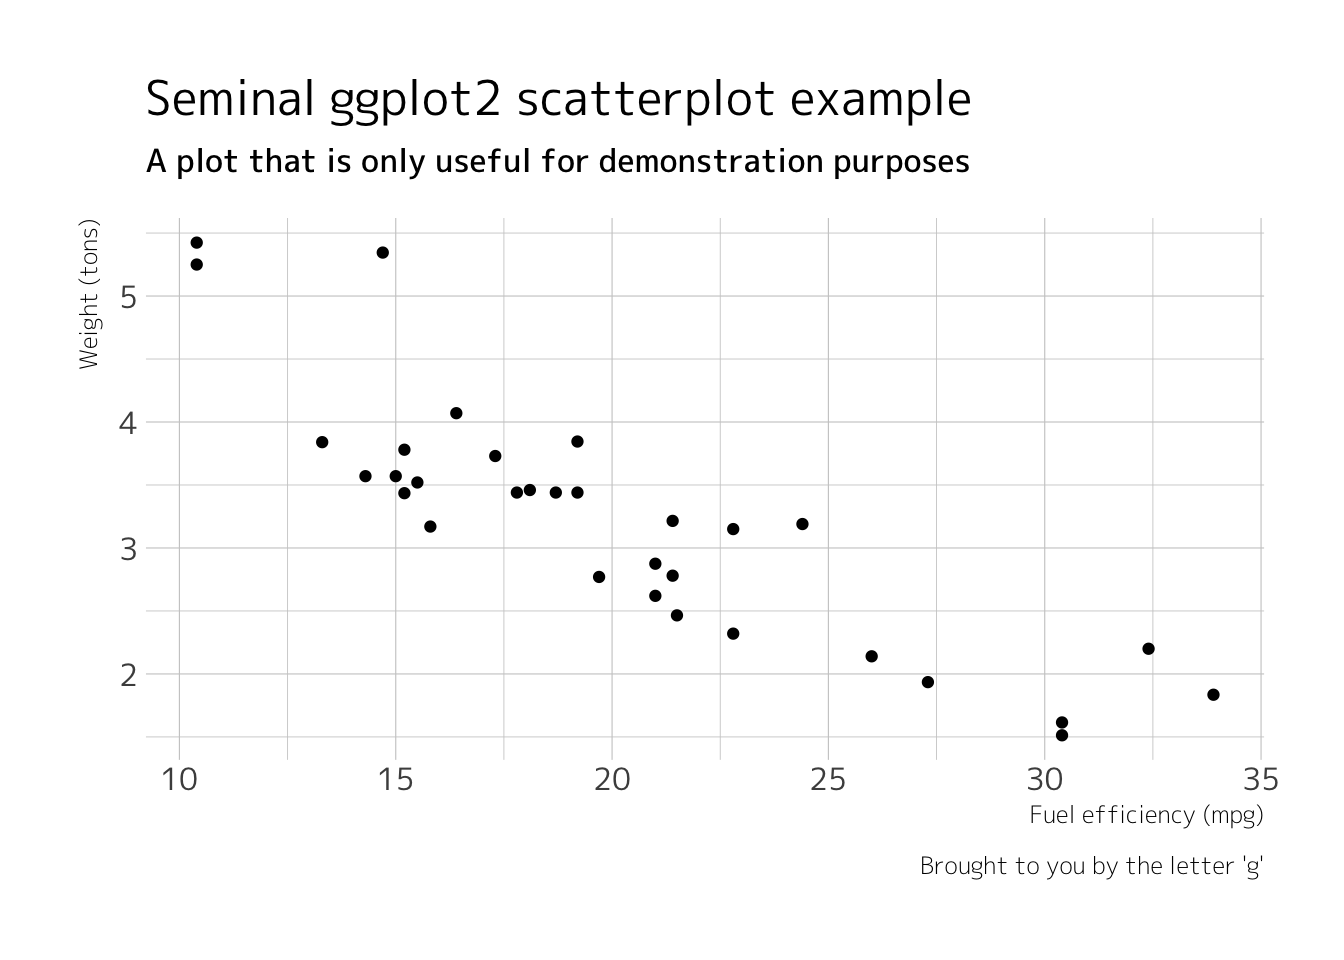 Seminal ggplot2 scatterplot example
A plot that is only useful for demonstration purposes
Weight (tons)
5
4
3
2
10 15 20 25 30 35
Fuel efficiency (mpg)
Brought to you by the letter 'g'